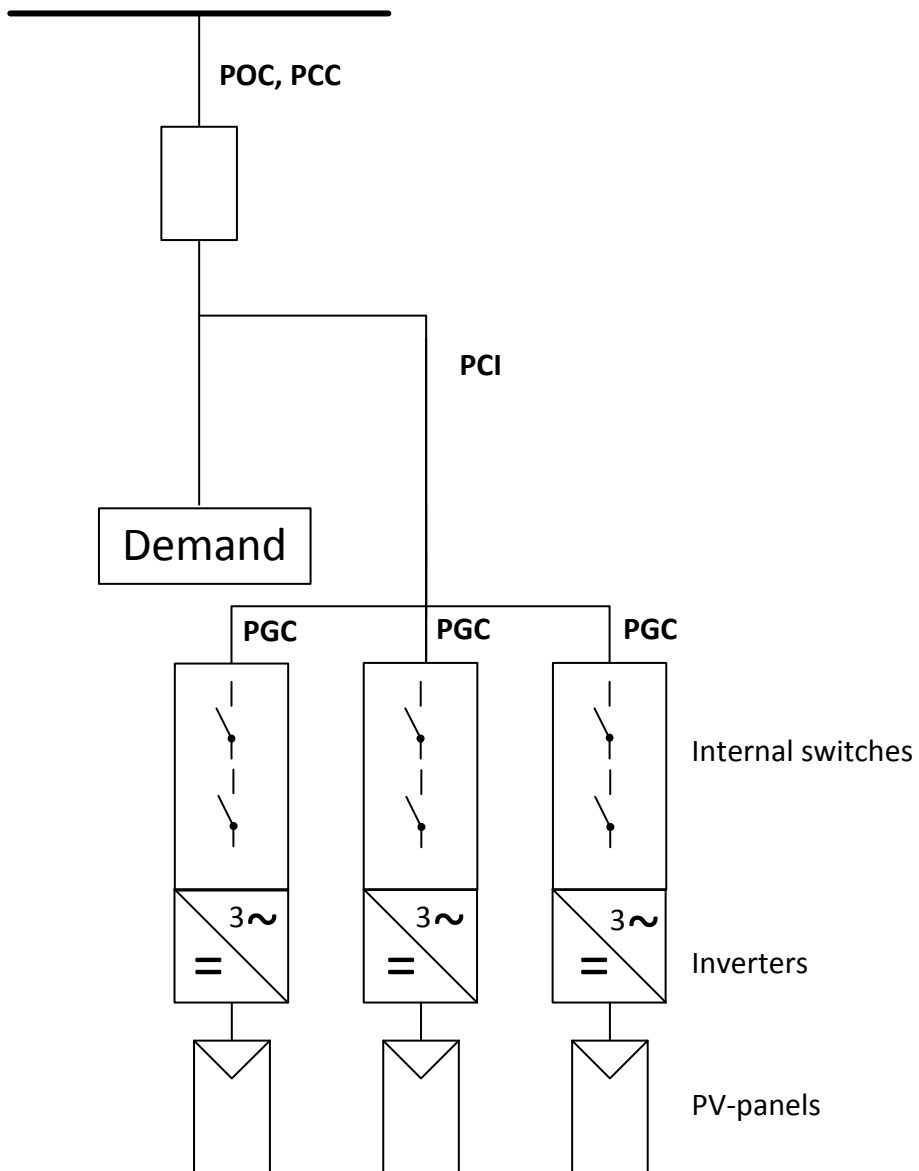 POC, PCC
PCI
Demand
PGC PGC PGC
Internal switches
3~ 3~ 3~
= = =
Inverters
PV-panels